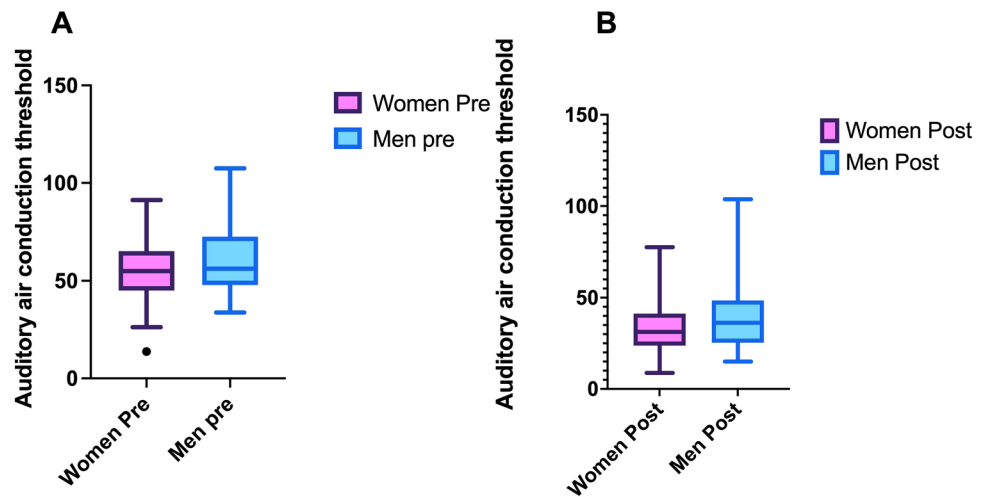 A
Auditory air conduction threshold
150
100
50
0
Women Pre
Men pre
Women Pre
Men pre
B
Auditory air conduction threshold
150
100
50
0
Women Post
Men Post
Women Post
Men Post